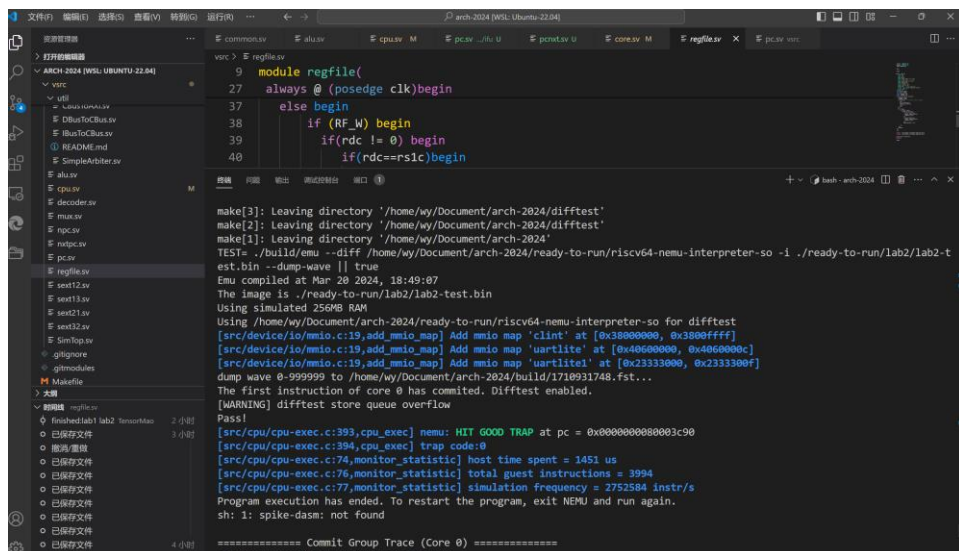 文件(F) 编辑(E) 选择(S) 查看(V) 转到(G) 运行(R) ··· arch-2024 [WSL: Ubuntu-22.04]
资源管理器 ···
打开的编辑器
ARCH-2024 [WSL: UBUNTU-22.04]
vsrc
util
CBusToAXI.sv
DBusToCBus.sv
IBusToCBus.sv
README.md
SimpleArbiter.sv
alu.sv
cpu.sv M
decoder.sv
mux.sv
npc.sv
nxtpc.sv
pc.sv
regfile.sv
sext12.sv
sext13.sv
sext21.sv
sext32.sv
SimTop.sv
.gitignore
.gitmodules
Makefile
大纲
时间线 regfile.sv
finished:lab1 lab2 TensorMao 2 小时
已保存文件 3 小时
撤消/重做
已保存文件
已保存文件
已保存文件
已保存文件
已保存文件
已保存文件
已保存文件 4 小时
common.sv alu.sv cpu.sv M pc.sv .../ifu U pcnxt.sv U core.sv M regfile.sv pc.sv vsrc
vsrc > regfile.sv
9 module regfile(
27 always @ (posedge clk)begin
37 else begin
38 if (RF_W) begin
39 if(rdc != 0) begin
40 if(rdc==rs1c)begin
终端 问题 输出 调试控制台 端口 1 bash - arch-2024
make[3]: Leaving directory '/home/wy/Document/arch-2024/difftest'
make[2]: Leaving directory '/home/wy/Document/arch-2024/difftest'
make[1]: Leaving directory '/home/wy/Document/arch-2024'
TEST= ./build/emu --diff /home/wy/Document/arch-2024/ready-to-run/riscv64-nemu-interpreter-so -i ./ready-to-run/lab2/lab2-t
est.bin --dump-wave || true
Emu compiled at Mar 20 2024, 18:49:07
The image is ./ready-to-run/lab2/lab2-test.bin
Using simulated 256MB RAM
Using /home/wy/Document/arch-2024/ready-to-run/riscv64-nemu-interpreter-so for difftest
[src/device/io/mmio.c:19,add_mmio_map] Add mmio map 'clint' at [0x38000000, 0x3800ffff]
[src/device/io/mmio.c:19,add_mmio_map] Add mmio map 'uartlite' at [0x40600000, 0x4060000c]
[src/device/io/mmio.c:19,add_mmio_map] Add mmio map 'uartlite1' at [0x23333000, 0x2333300f]
dump wave 0-999999 to /home/wy/Document/arch-2024/build/1710931748.fst...
The first instruction of core 0 has commited. Difftest enabled.
[WARNING] difftest store queue overflow
Pass!
[src/cpu/cpu-exec.c:393,cpu_exec] nemu: HIT GOOD TRAP at pc = 0x0000000080003c90
[src/cpu/cpu-exec.c:394,cpu_exec] trap code:0
[src/cpu/cpu-exec.c:74,monitor_statistic] host time spent = 1451 us
[src/cpu/cpu-exec.c:76,monitor_statistic] total guest instructions = 3994
[src/cpu/cpu-exec.c:77,monitor_statistic] simulation frequency = 2752584 instr/s
Program execution has ended. To restart the program, exit NEMU and run again.
sh: 1: spike-dasm: not found
============== Commit Group Trace (Core 0) ==============